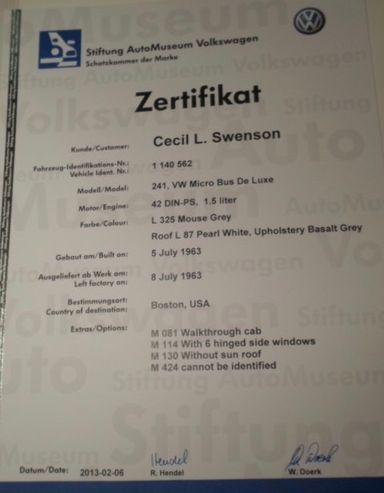 Stiftung AutoMuseum Volkswagen
Schatzkammer der Marke
Zertifikat
Kunde/Customer: Cecil L. Swenson
Fahrzeug-Identifikations-Nr.: 1 140 562
Vehicle Ident. Nr.:
Modell/Model: 241, VW Micro Bus De Luxe
Motor/Engine: 42 DIN-PS, 1.5 liter
Farbe/Colour: L 325 Mouse Grey
Roof L 87 Pearl White, Upholstery Basalt Grey
Gebaut am/Built on: 5 July 1963
Ausgeliefert ab Werk am: 8 July 1963
Left factory on:
Bestimmungsort: Boston, USA
Country of destination:
Extras/Options: M 081 Walkthrough cab
M 114 With 6 hinged side windows
M 130 Without sun roof
M 424 cannot be identified
Hendel
Datum/Date: 2013-02-06 R. Hendel W. Doerk